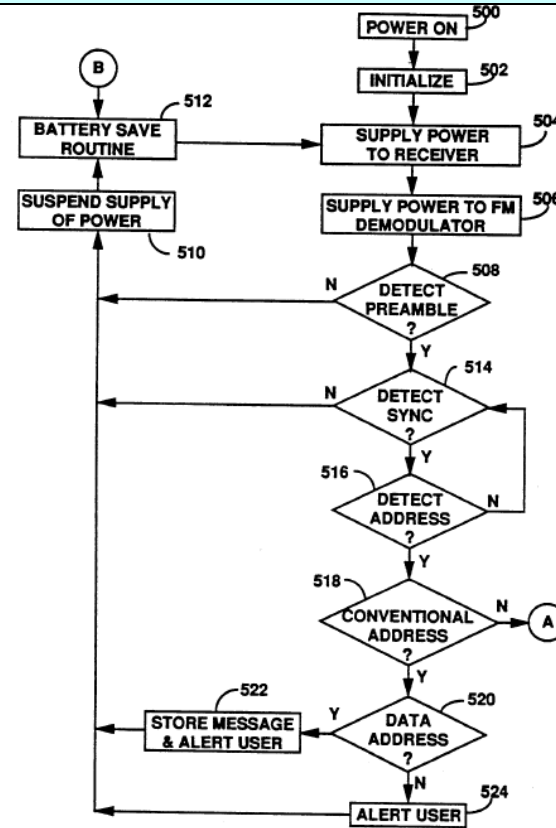 500
POWER ON
B
502
INITIALIZE
512
BATTERY SAVE
ROUTINE
504
SUPPLY POWER
TO RECEIVER
SUSPEND SUPPLY
OF POWER
510
506
SUPPLY POWER TO FM
DEMODULATOR
508
N
DETECT
PREAMBLE
?
Y
514
N
DETECT
SYNC
?
Y
516
DETECT
ADDRESS
?
N
Y
518
CONVENTIONAL
ADDRESS
?
N
A
Y
522
STORE MESSAGE
& ALERT USER
Y
520
DATA
ADDRESS
?
N
524
ALERT USER